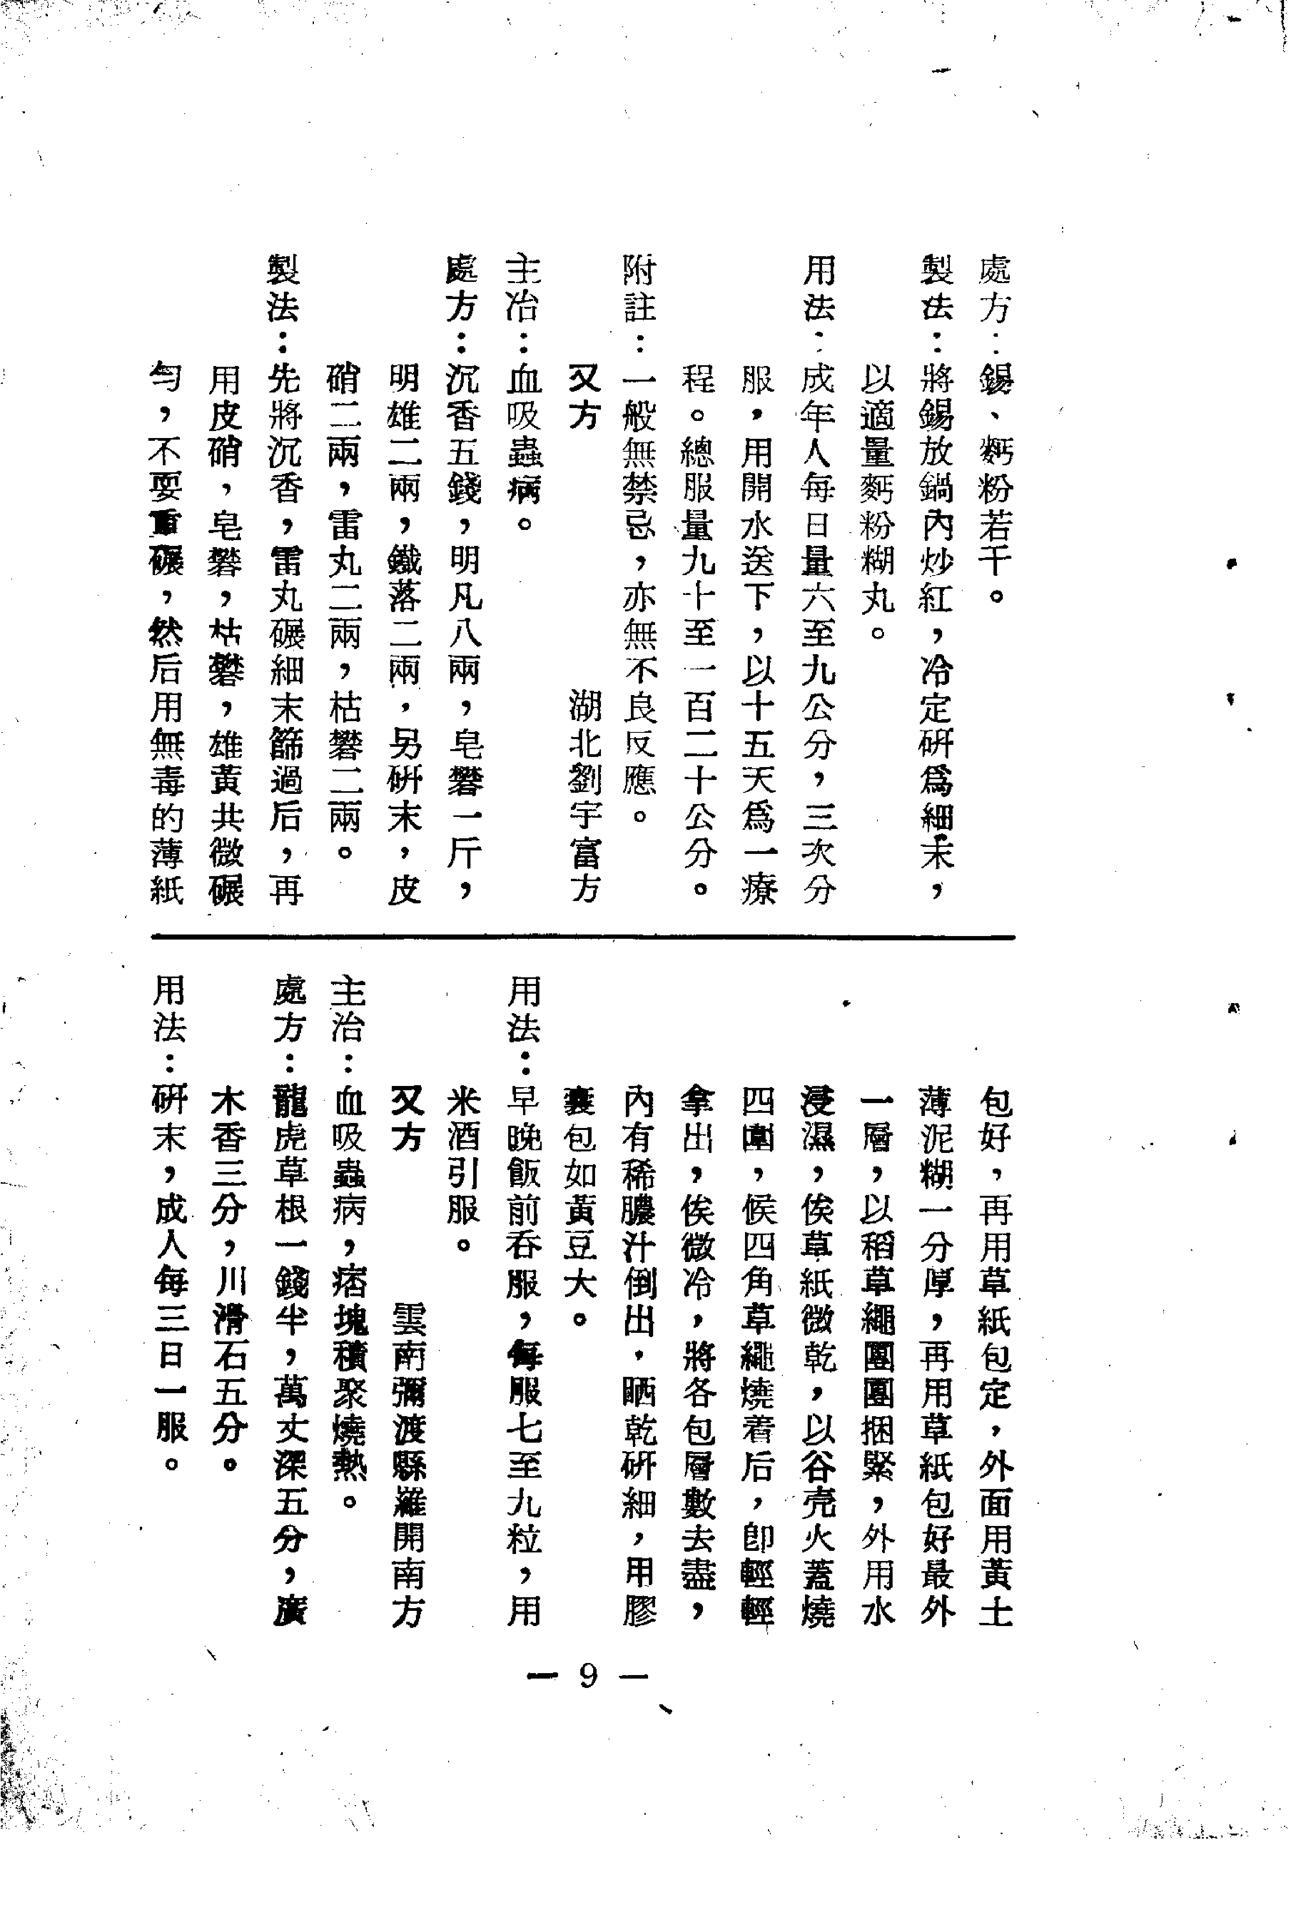 處方：錫、麪粉若干。
製法：將錫放鍋內炒紅，冷定硏爲細末，
以適量麪粉糊丸。
用法：成年人每日量六至九公分，三次分
服，用開水送下，以十五天爲一療
程。總服量九十至一百二十公分。
附註：一般無禁忌，亦無不良反應。
又方　湖北劉宇富方
主冶：血吸蟲病。
處方：沉香五錢，明凡八兩，皂礬一斤，
明雄二兩，鐵落二兩，另硏末，皮
硝二兩，雷丸二兩，枯礬二兩。
製法：先將沉香，雷丸碾細末篩過后，再
用皮硝，皂礬，枯礬，雄黃共微碾
勻，不要重碾，然后用無毒的薄紙
包好，再用草紙包定，外面用黃土
薄泥糊一分厚，再用草紙包好最外
一層，以稻草繩團團捆緊，外用水
浸濕，俟草紙微乾，以谷壳火蓋燒
四圍，候四角草繩燒着后，卽輕輕
拿出，俟微冷，將各包層數去盡，
內有稀膿汁倒出，晒乾硏細，用膠
囊包如黃豆大。
用法：早晚飯前吞服，每服七至九粒，用
米酒引服。
又方　雲南彌渡縣羅開南方
主治：血吸蟲病，痞塊積聚燒熱。
處方：龍虎草根一錢半，萬丈深五分，廣
木香三分，川滑石五分。
用法：硏末，成人每三日一服。
— 9 —